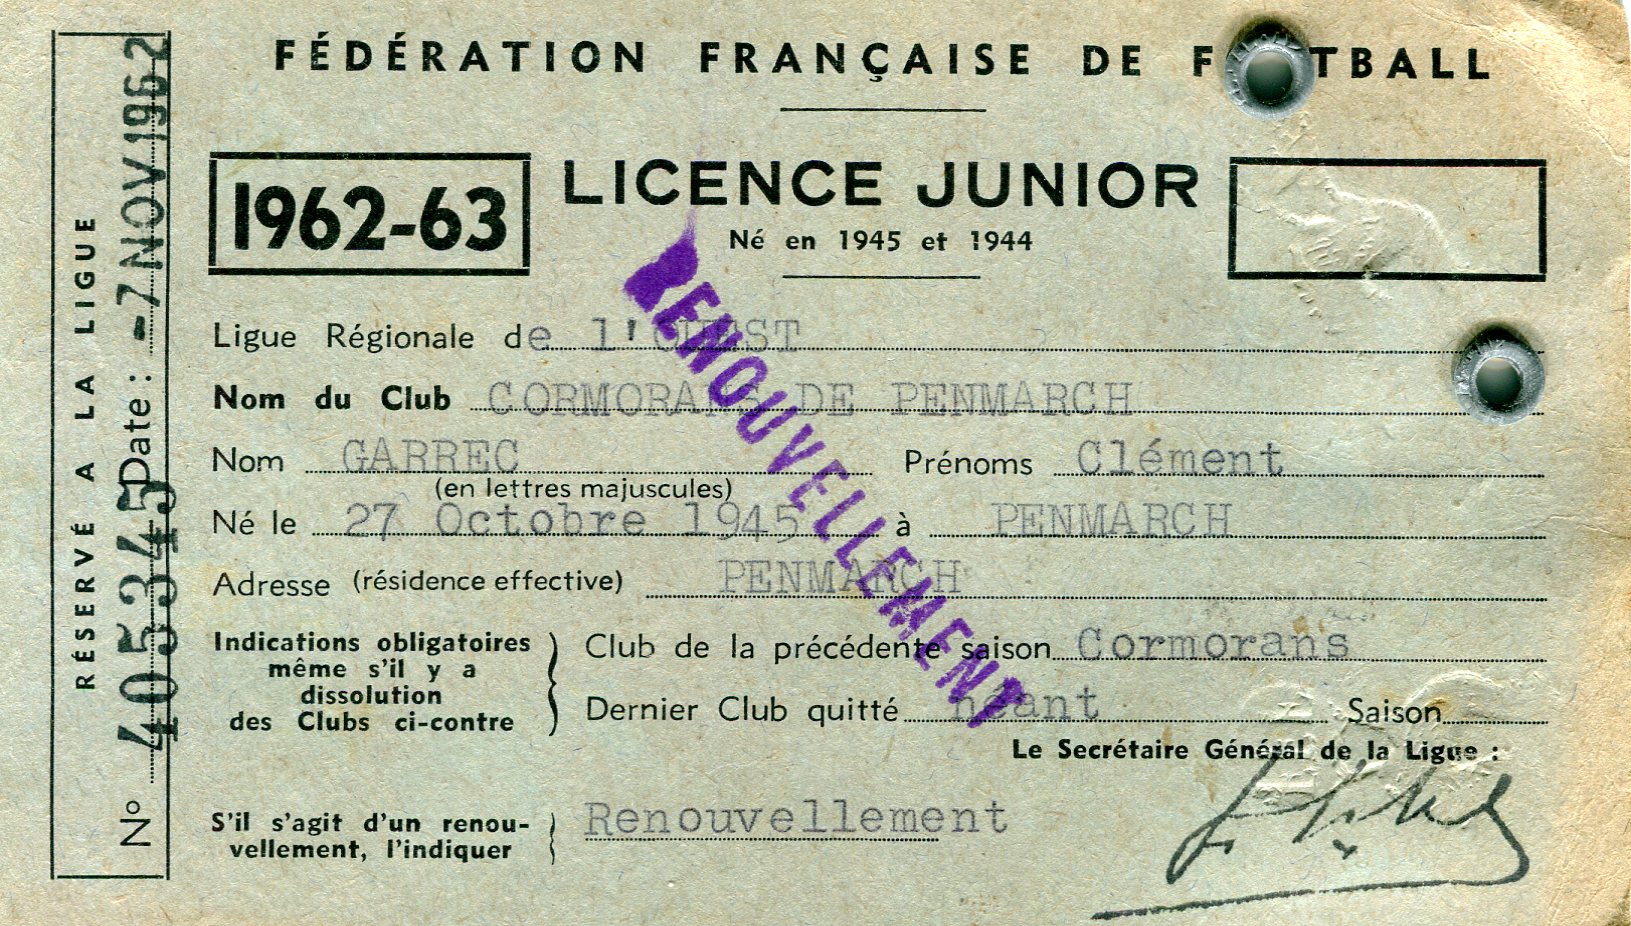 FÉDÉRATION FRANÇAISE DE F TBALL
1962-63
LICENCE JUNIOR
Né en 1945 et 1944
RÉSERVÉ A LA LIGUE
N° 4055345 Date : - 7 NOV 1962
RENOUVELLEMENT
Ligue Régionale de l'OUEST
Nom du Club CORMORANS DE PENMARCH
Nom GARREC Prénoms Clément
(en lettres majuscules)
Né le 27 Octobre 1945 à PENMARCH
Adresse (résidence effective) PENMARCH
Indications obligatoires
même s'il y a
dissolution
des Clubs ci-contre
Club de la précédente saison Cormorans
Dernier Club quitté néant Saison
Le Secrétaire Général de la Ligue :
S'il s'agit d'un renou-
vellement, l'indiquer
Renouvellement